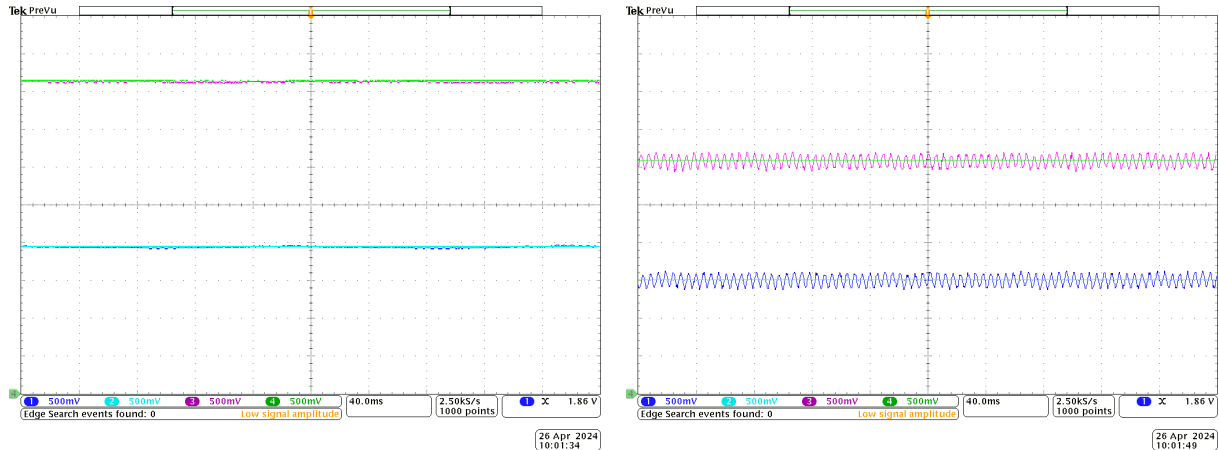 Tek PreVu
1 500mV 2 500mV 3 500mV 4 500mV 40.0ms 2.50kS/s 1000 points 1 X 1.86 V
Edge Search events found: 0 Low signal amplitude
26 Apr 2024
10:01:34
Tek PreVu
1 500mV 2 500mV 3 500mV 4 500mV 40.0ms 2.50kS/s 1000 points 1 X 1.86 V
Edge Search events found: 0 Low signal amplitude
26 Apr 2024
10:01:49